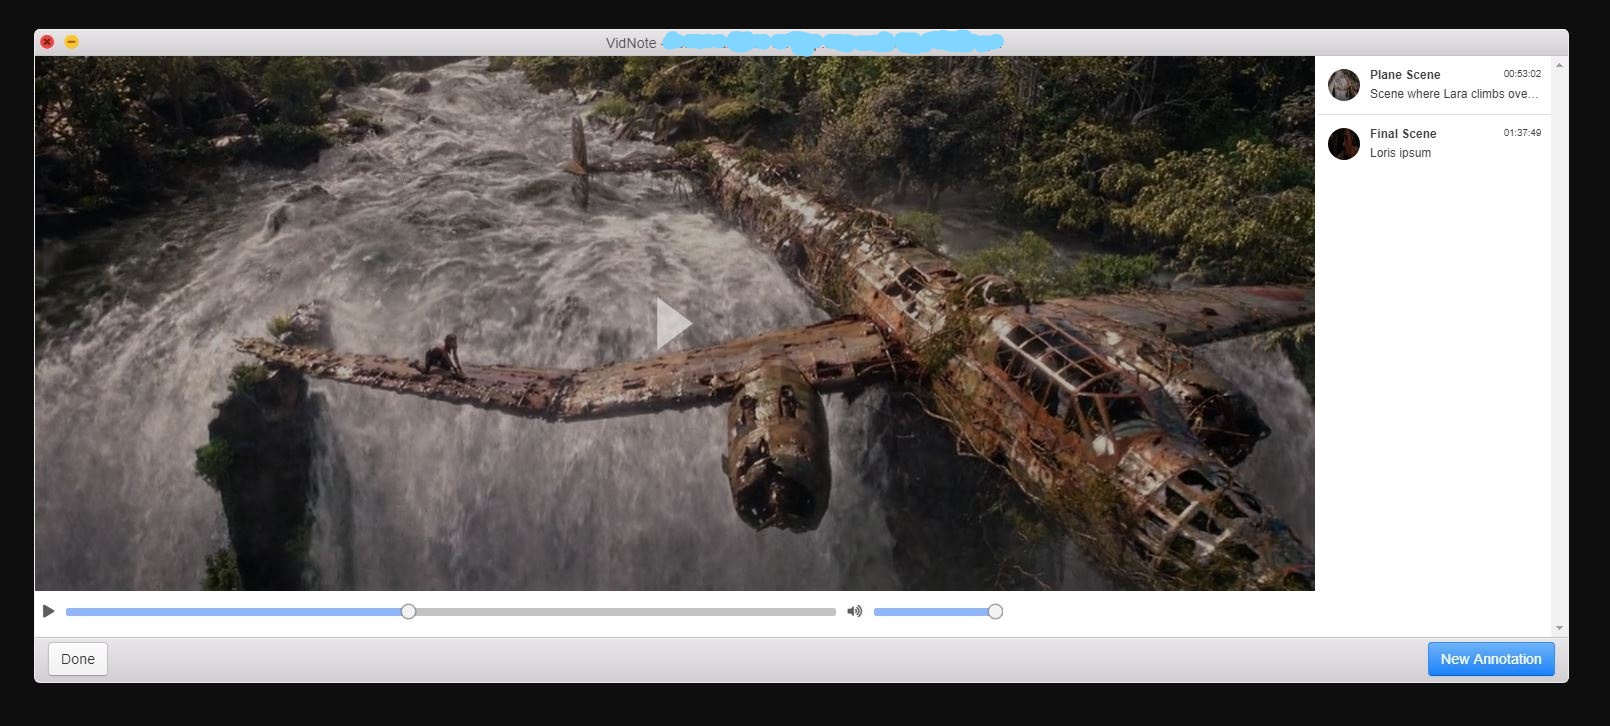 VidNote -
Plane Scene 00:53:02
Scene where Lara climbs ove...
Final Scene 01:37:49
Loris ipsum
Done
New Annotation